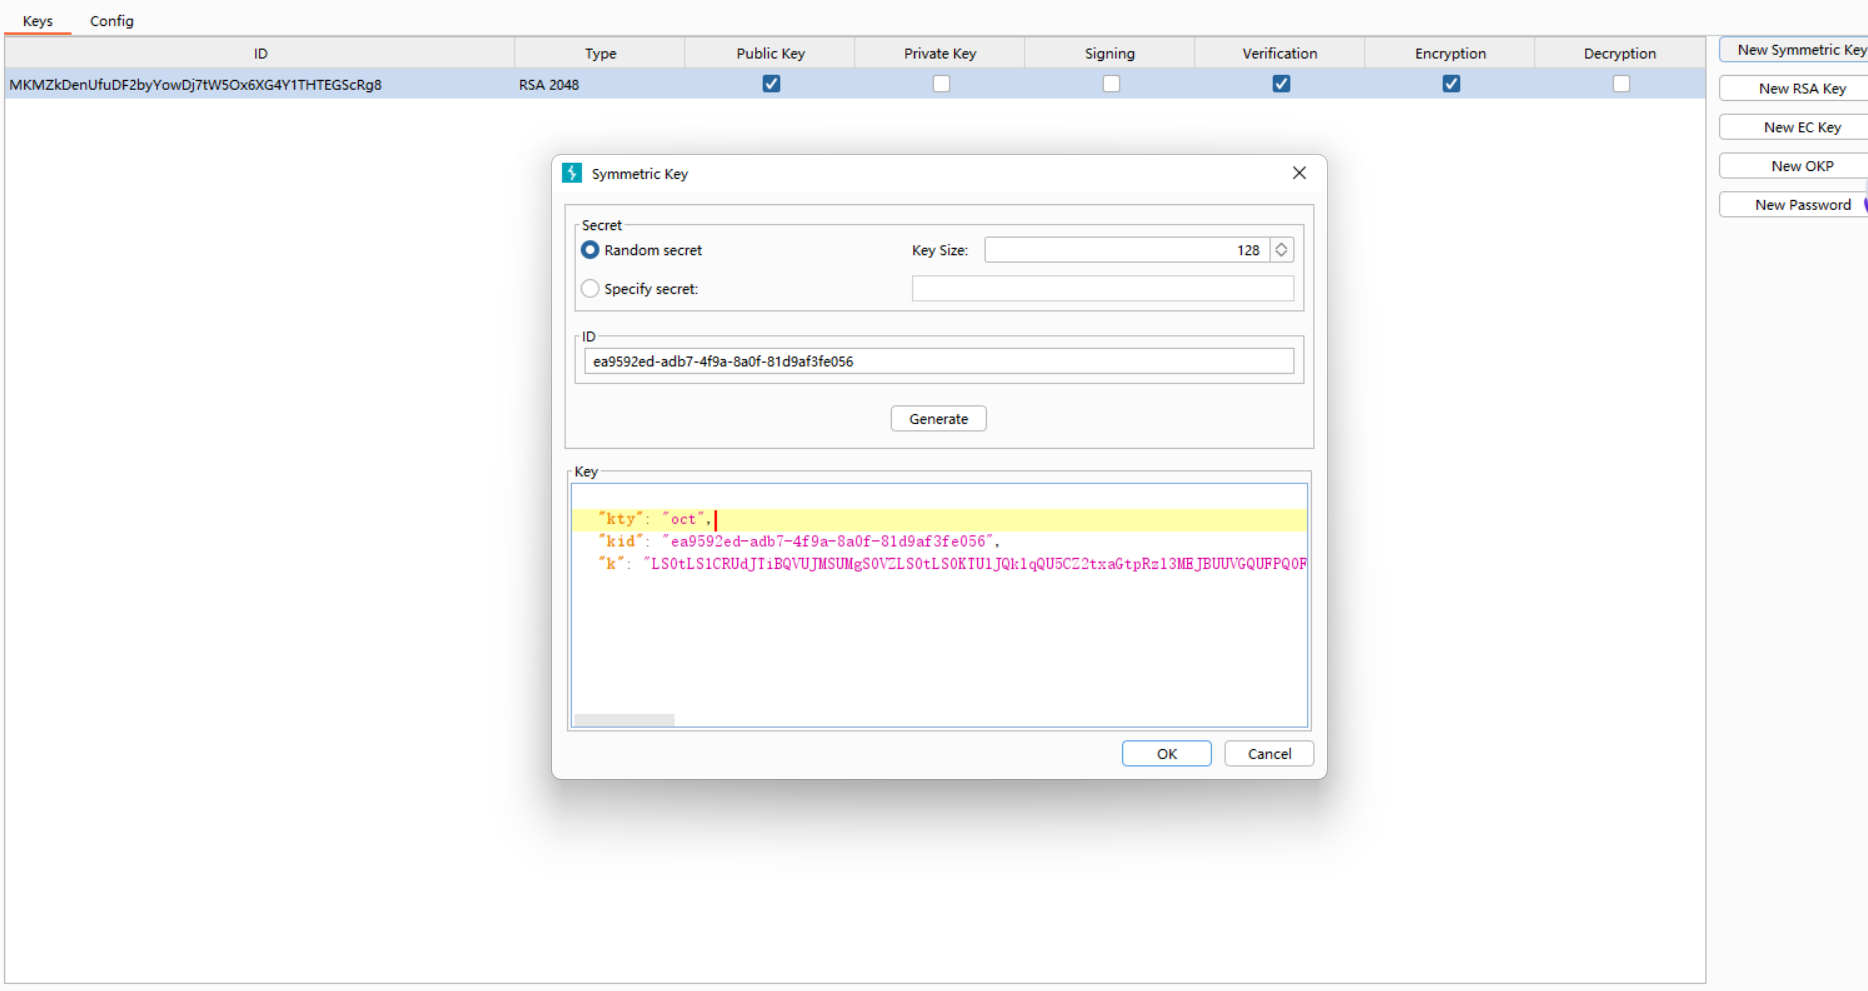 Keys Config
ID Type Public Key Private Key Signing Verification Encryption Decryption
MKMZkDenUfuDF2byYowDj7tW5Ox6XG4Y1THTEGScRg8 RSA 2048
New Symmetric Key
New RSA Key
New EC Key
New OKP
New Password
Symmetric Key
Secret
Random secret Key Size: 128
Specify secret:
ID
ea9592ed-adb7-4f9a-8a0f-81d9af3fe056
Generate
Key
"kty": "oct",
"kid": "ea9592ed-adb7-4f9a-8a0f-81d9af3fe056",
"k": "LS0tLS1CRUdJTiBQVUJMSUMgS0VZLS0tLS0KTUlJQklqQU5CZ2txaGtpRzl3MEJBUUVGQUFPQ0F
OK Cancel